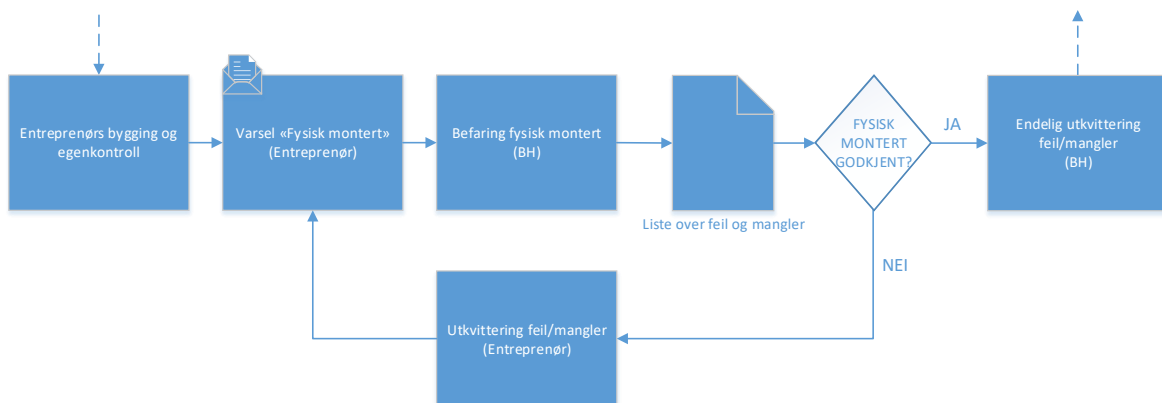 Entreprenørs bygging og
egenkontroll
Varsel «Fysisk montert»
(Entreprenør)
Befaring fysisk montert
(BH)
Liste over feil og mangler
FYSISK
MONTERT
GODKJENT?
JA
Endelig utkvittering
feil/mangler
(BH)
NEI
Utkvittering feil/mangler
(Entreprenør)